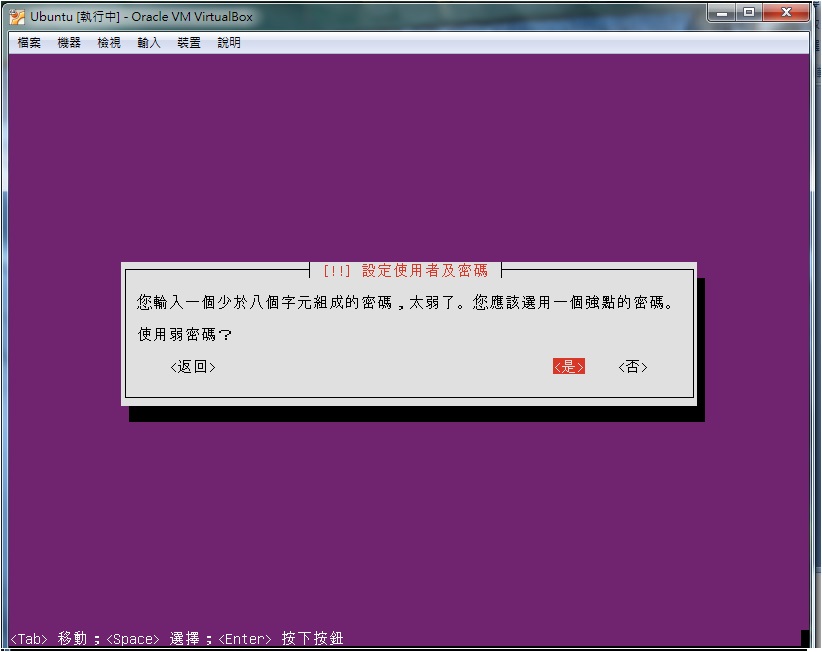 Ubuntu [執行中] - Oracle VM VirtualBox
檔案 機器 檢視 輸入 裝置 說明
[!!] 設定使用者及密碼
您輸入一個少於八個字元組成的密碼，太弱了。您應該選用一個強點的密碼。
使用弱密碼？
<返回> <是> <否>
<Tab> 移動；<Space> 選擇；<Enter> 按下按鈕